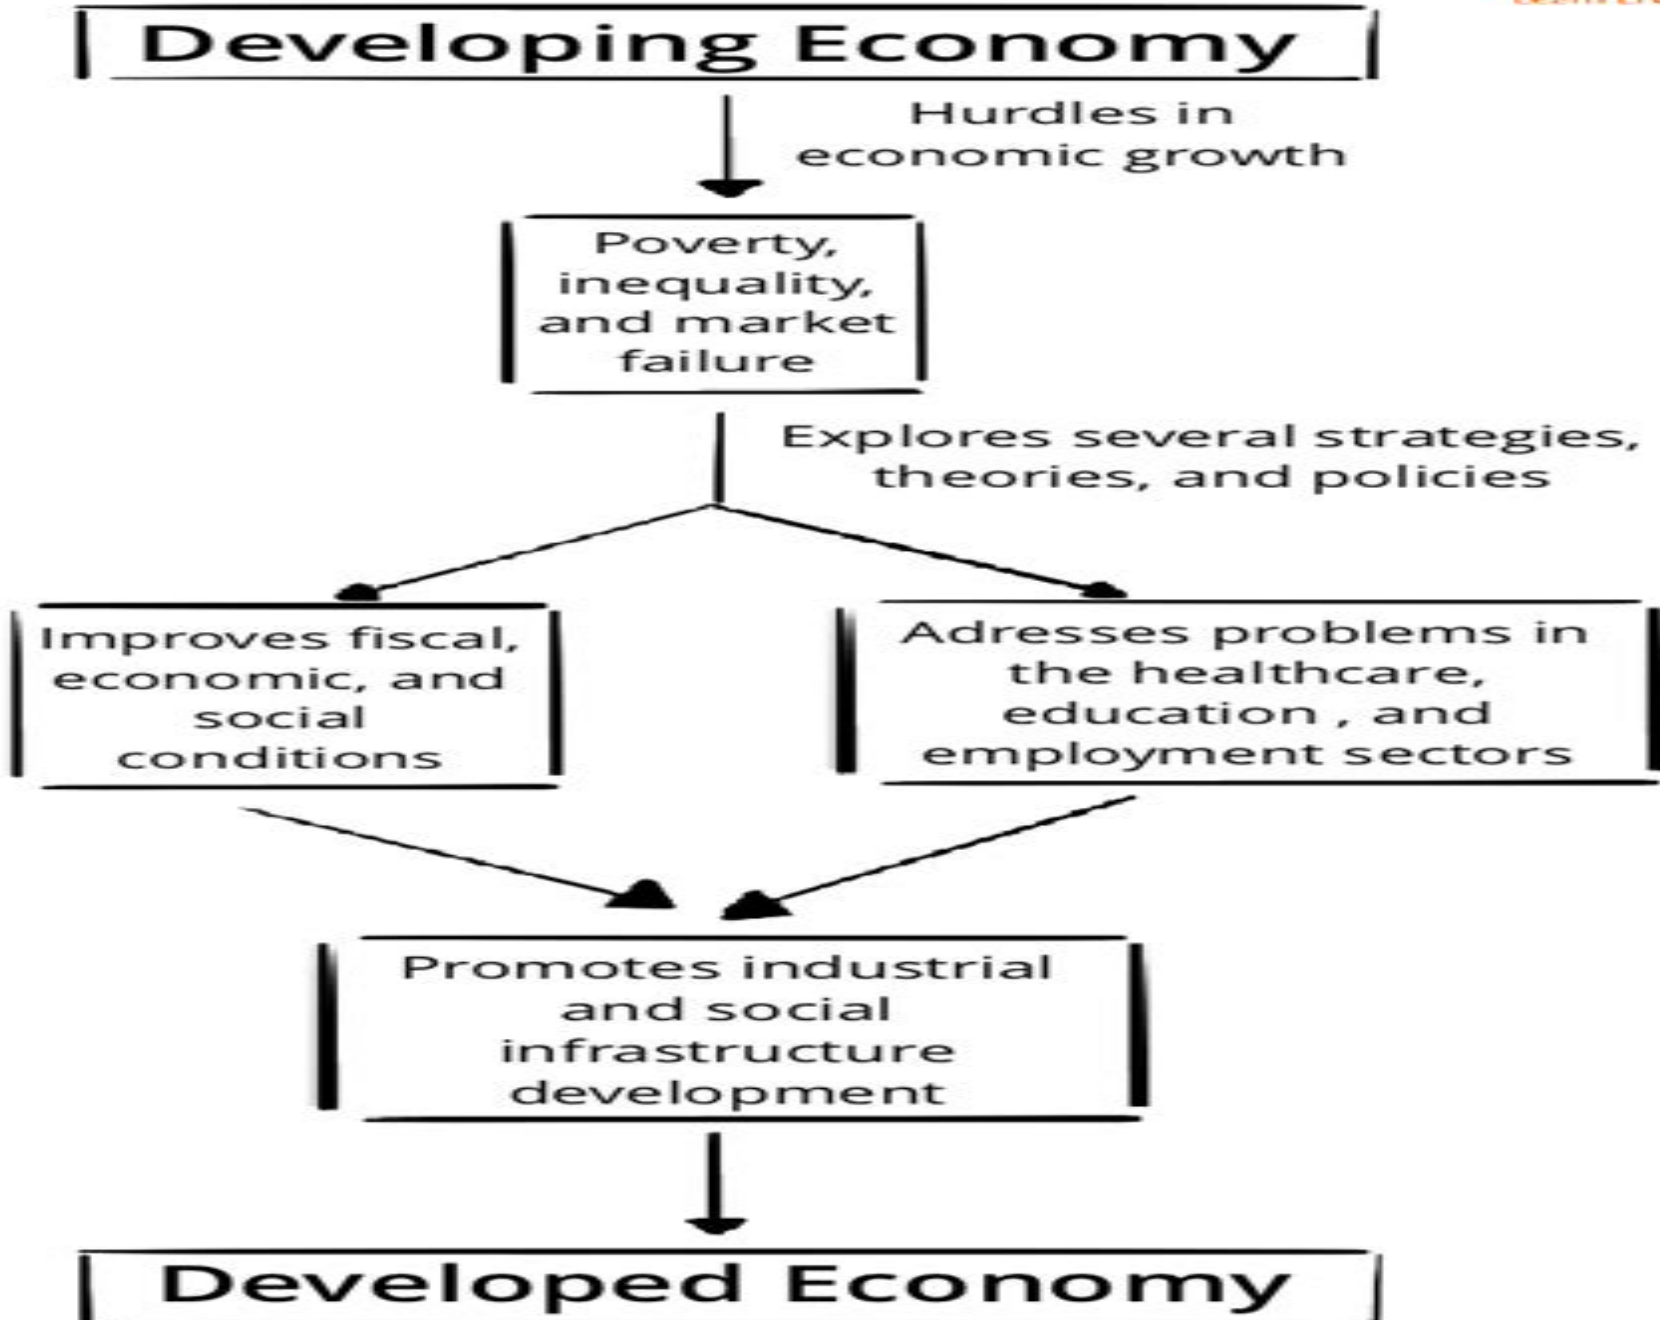 Developing Economy
Hurdles in
economic growth
Poverty,
inequality,
and market
failure
Explores several strategies,
theories, and policies
Improves fiscal,
economic, and
social
conditions
Adresses problems in
the healthcare,
education , and
employment sectors
Promotes industrial
and social
infrastructure
development
Developed Economy